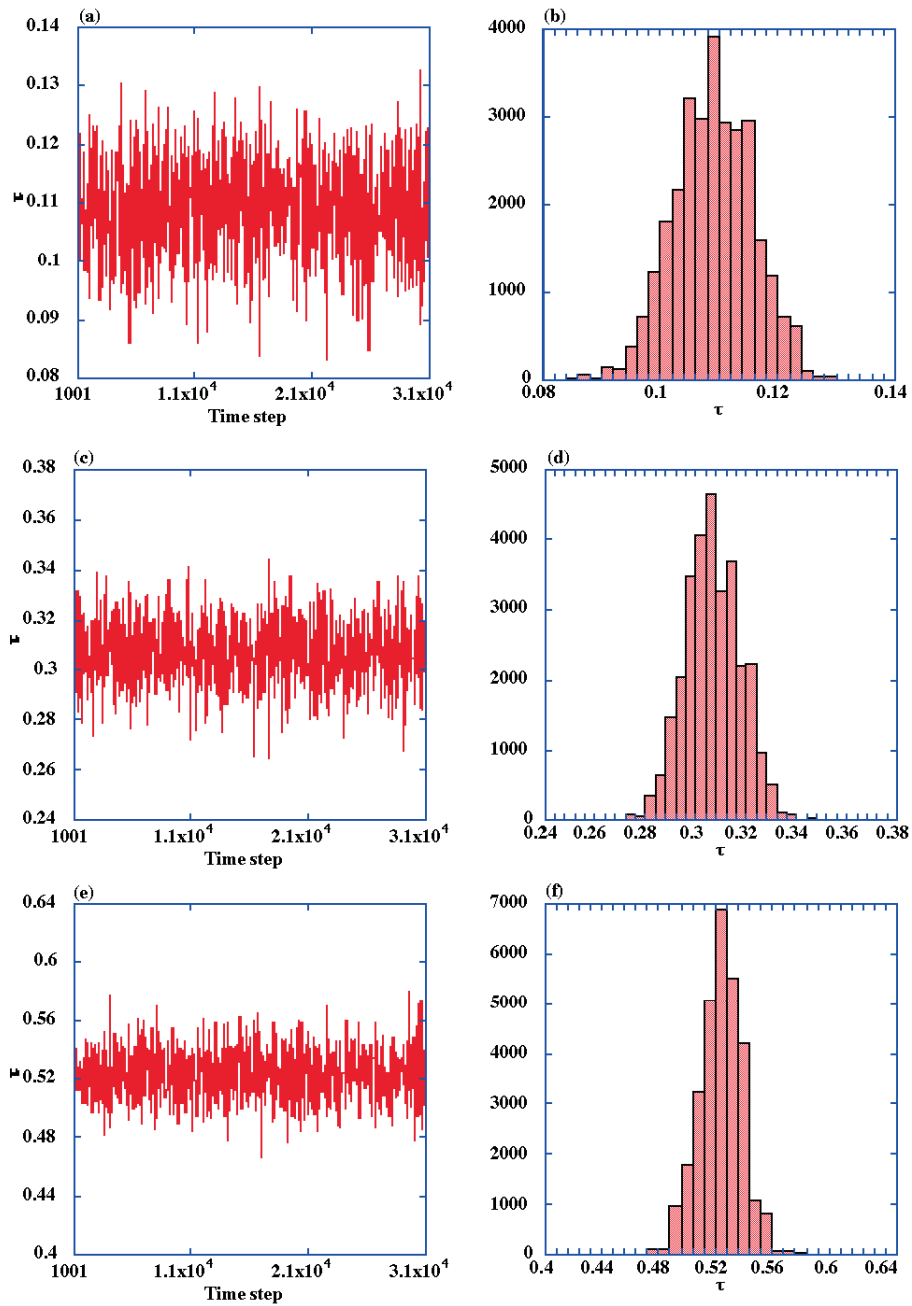 (a)
0.14
0.13
0.12
0.11
0.1
0.09
0.08
τ
1001
1.1x10⁴
2.1x10⁴
3.1x10⁴
Time step
(b)
4000
3000
2000
1000
0
0.08
0.1
0.12
0.14
τ
(c)
0.38
0.36
0.34
0.32
0.3
0.28
0.26
0.24
τ
1001
1.1x10⁴
2.1x10⁴
3.1x10⁴
Time step
(d)
5000
4000
3000
2000
1000
0
0.24
0.26
0.28
0.3
0.32
0.34
0.36
0.38
τ
(e)
0.64
0.6
0.56
0.52
0.48
0.44
0.4
τ
1001
1.1x10⁴
2.1x10⁴
3.1x10⁴
Time step
(f)
7000
6000
5000
4000
3000
2000
1000
0
0.4
0.44
0.48
0.52
0.56
0.6
0.64
τ